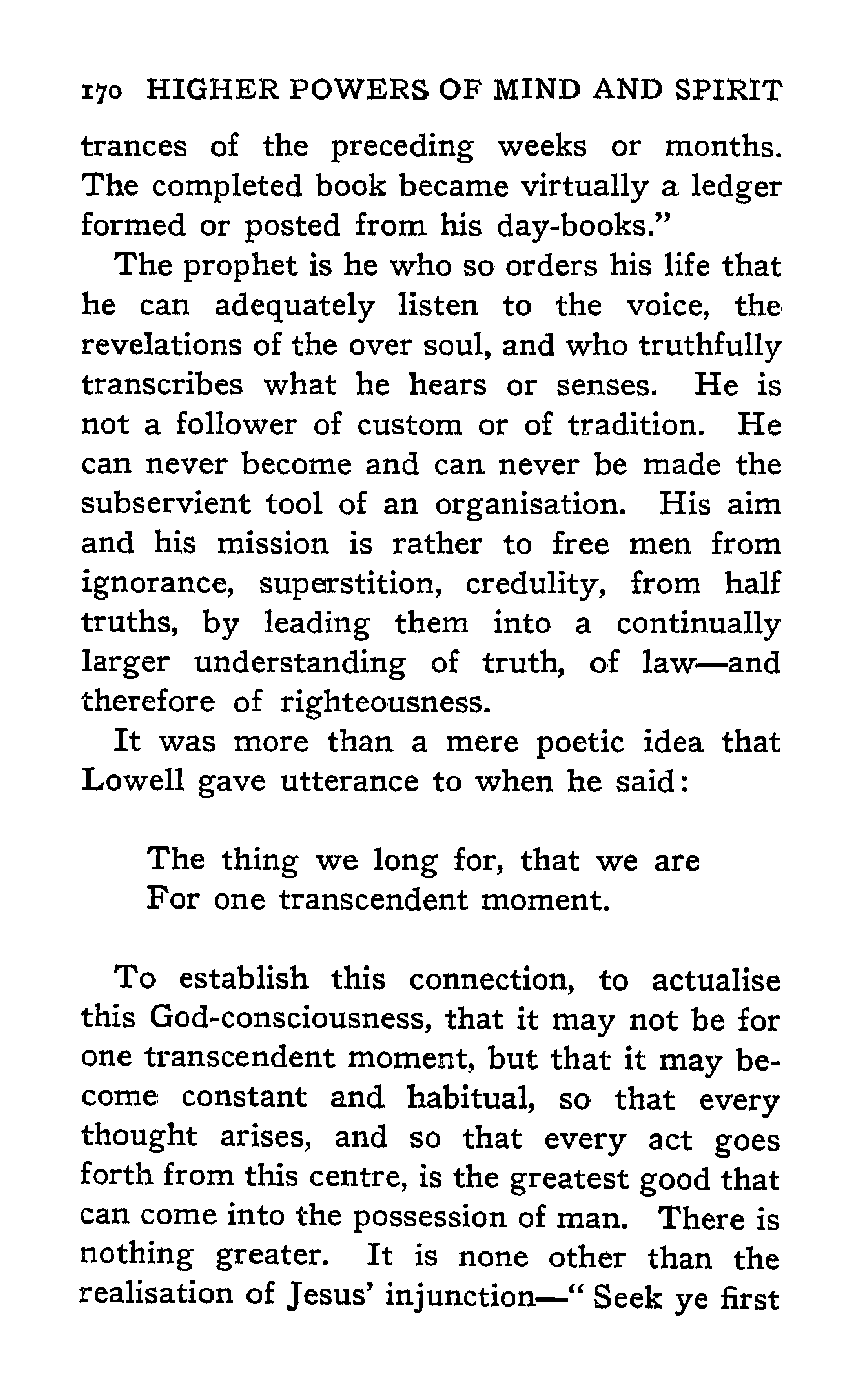 170 HIGHER POWERS OF MIND AND SPIRIT
trances of the preceding weeks or months.
The completed book became virtually a ledger
formed or posted from his day-books.”
The prophet is he who so orders his life that
he can adequately listen to the voice, the
revelations of the over soul, and who truthfully
transcribes what he hears or senses. He is
not a follower of custom or of tradition. He
can never become and can never be made the
subservient tool of an organisation. His aim
and his mission is rather to free men from
ignorance, superstition, credulity, from half
truths, by leading them into a continually
larger understanding of truth, of law—and
therefore of righteousness.
It was more than a mere poetic idea that
Lowell gave utterance to when he said:
The thing we long for, that we are
For one transcendent moment.
To establish this connection, to actualise
this God-consciousness, that it may not be for
one transcendent moment, but that it may be-
come constant and habitual, so that every
thought arises, and so that every act goes
forth from this centre, is the greatest good that
can come into the possession of man. There is
nothing greater. It is none other than the
realisation of Jesus’ injunction—“ Seek ye first